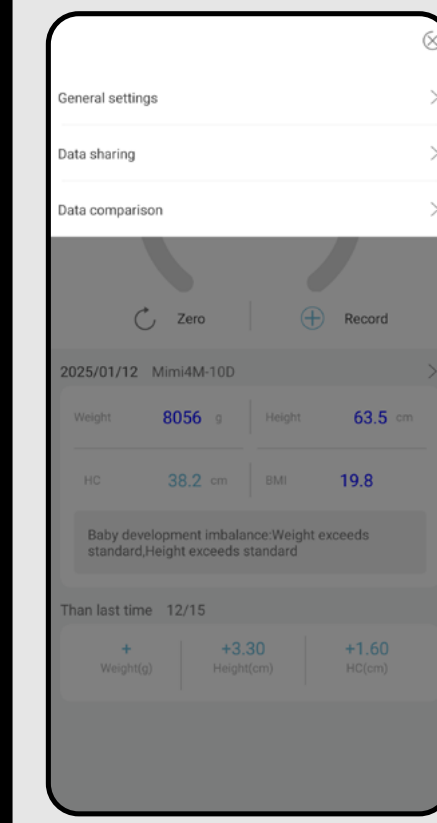 General settings
Data sharing
Data comparison
Zero
Record
2025/01/12 Mimi4M-10D
Weight 8056 g Height 63.5 cm
HC 38.2 cm BMI 19.8
Baby development imbalance:Weight exceeds
standard,Height exceeds standard
Than last time 12/15
+ +3.30 +1.60
Weight(g) Height(cm) HC(cm)